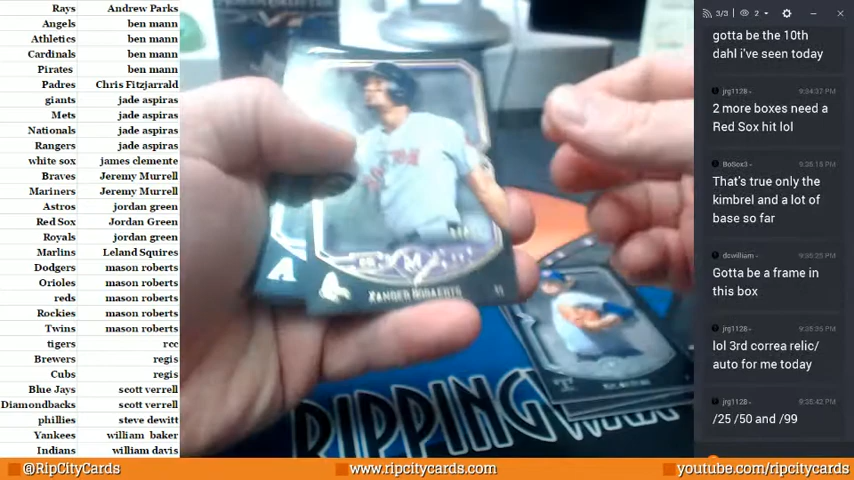 Rays Andrew Parks
Angels ben mann
Athletics ben mann
Cardinals ben mann
Pirates ben mann
Padres Chris Fitzjarrald
giants jade aspiras
Mets jade aspiras
Nationals jade aspiras
Rangers jade aspiras
white sox james clemente
Braves Jeremy Murrell
Mariners Jeremy Murrell
Astros jordan green
Red Sox Jordan Green
Royals jordan green
Marlins Leland Squires
Dodgers mason roberts
Orioles mason roberts
reds mason roberts
Rockies mason roberts
Twins mason roberts
tigers rcc
Brewers regis
Cubs regis
Blue Jays scott verrell
Diamondbacks scott verrell
phillies steve dewitt
Yankees william baker
Indians william davis
XANDER BOGAERTS
RIPPING
3/3 2
gotta be the 10th
dahl i've seen today
jrg1128 9:34:37 PM
2 more boxes need a
Red Sox hit lol
BoSox3
That's true only the
kimbrel and a lot of
base so far
dcwilliam
Gotta be a frame in
this box
jrg1128
lol 3rd correa relic/
auto for me today
jrg1128
/25 /50 and /99
@RipCityCards
www.ripcitycards.com
youtube.com/ripcitycards